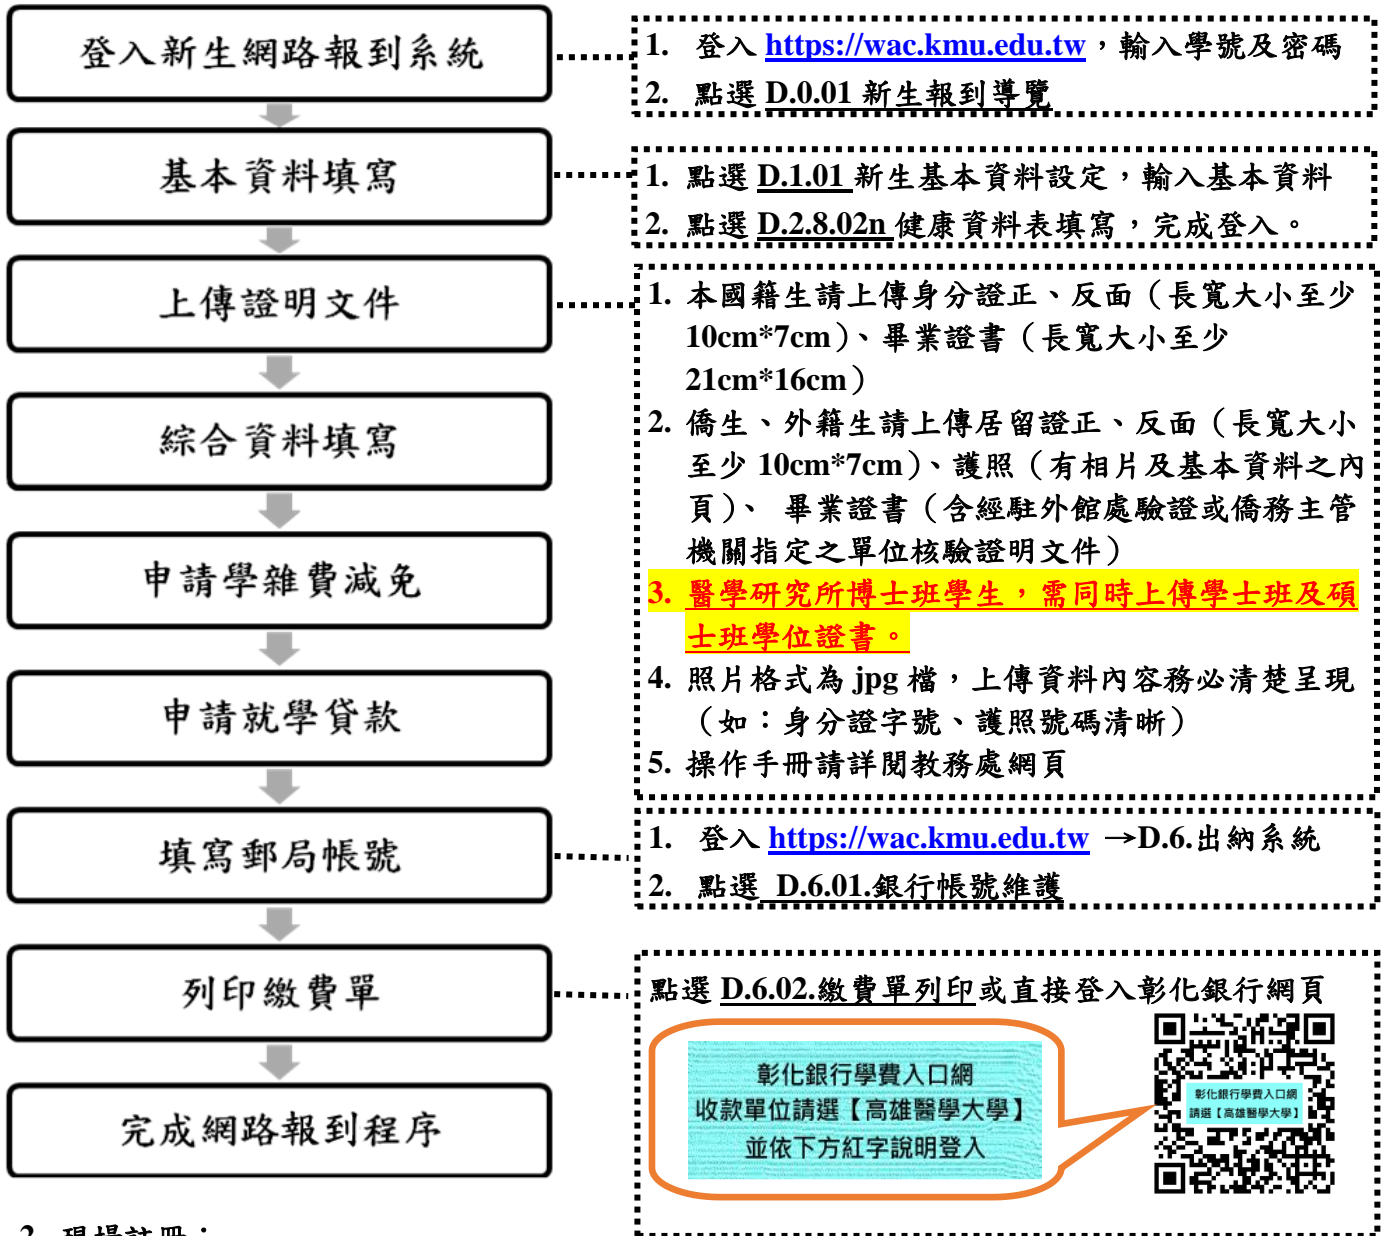 登入新生網路報到系統
1. 登入 https://wac.kmu.edu.tw，輸入學號及密碼
2. 點選 D.0.01 新生報到導覽
基本資料填寫
1. 點選 D.1.01 新生基本資料設定，輸入基本資料
2. 點選 D.2.8.02n 健康資料表填寫，完成登入。
上傳證明文件
1. 本國籍生請上傳身分證正、反面（長寬大小至少
10cm*7cm）、畢業證書（長寬大小至少
21cm*16cm）
2. 僑生、外籍生請上傳居留證正、反面（長寬大小
至少 10cm*7cm）、護照（有相片及基本資料之內
頁）、 畢業證書（含經駐外館處驗證或僑務主管
機關指定之單位核驗證明文件）
3. 醫學研究所博士班學生，需同時上傳學士班及碩
士班學位證書。
4. 照片格式為 jpg 檔，上傳資料內容務必清楚呈現
（如：身分證字號、護照號碼清晰）
5. 操作手冊請詳閱教務處網頁
綜合資料填寫
申請學雜費減免
申請就學貸款
填寫郵局帳號
1. 登入 https://wac.kmu.edu.tw →D.6.出納系統
2. 點選 D.6.01.銀行帳號維護
列印繳費單
點選 D.6.02.繳費單列印或直接登入彰化銀行網頁
彰化銀行學費入口網
收款單位請選【高雄醫學大學】
並依下方紅字說明登入
彰化銀行學費入口網
請選【高雄醫學大學】
完成網路報到程序
2. 現場註冊：